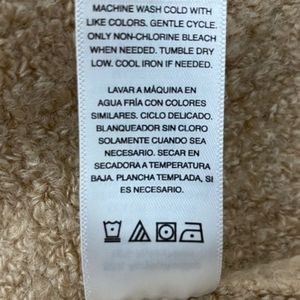 MACHINE WASH COLD WITH
LIKE COLORS. GENTLE CYCLE.
ONLY NON-CHLORINE BLEACH
WHEN NEEDED. TUMBLE DRY
LOW. COOL IRON IF NEEDED.
LAVAR A MÁQUINA EN
AGUA FRÍA CON COLORES
SIMILARES. CICLO DELICADO.
BLANQUEADOR SIN CLORO
SOLAMENTE CUANDO SEA
NECESARIO. SECAR EN
SECADORA A TEMPERATURA
BAJA. PLANCHA TEMPLADA, SI
ES NECESARIO.